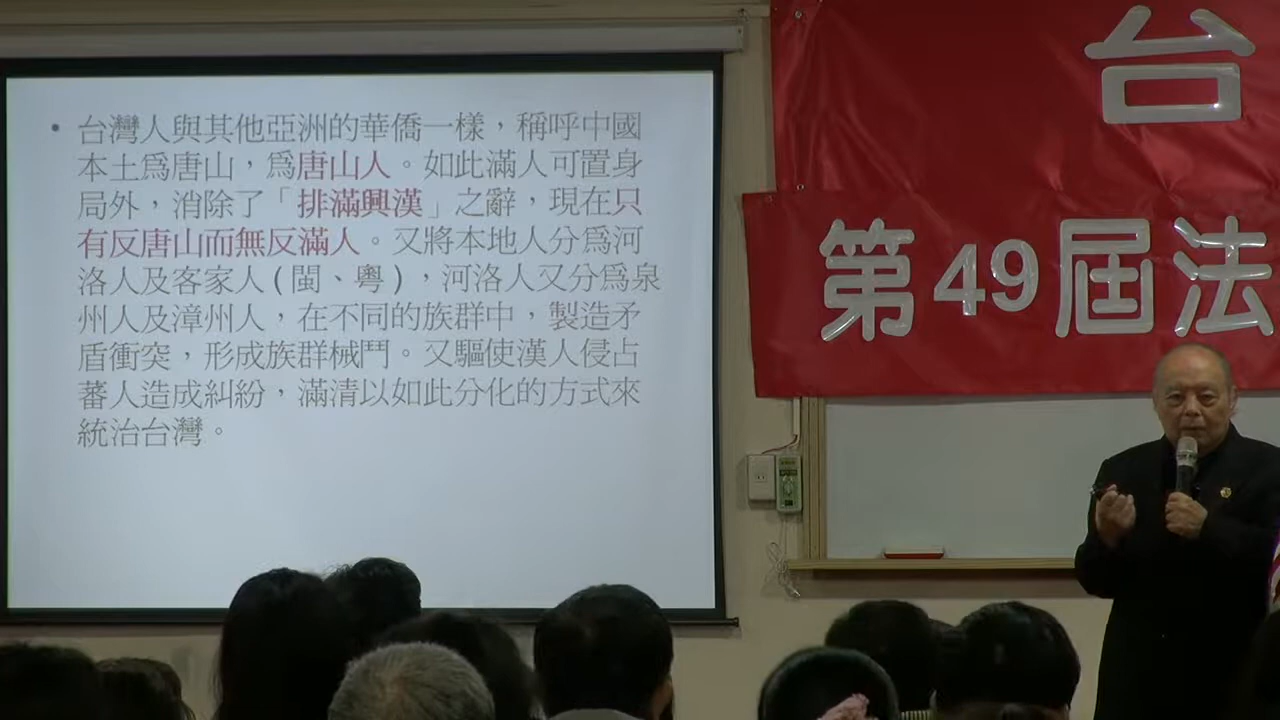 • 台灣人與其他亞洲的華僑一樣，稱呼中國
本土為唐山，為唐山人。如此滿人可置身
局外，消除了「排滿興漢」之辭，現在只
有反唐山而無反滿人。又將本地人分為河
洛人及客家人(閩、粵)，河洛人又分為泉
州人及漳州人，在不同的族群中，製造矛
盾衝突，形成族群械鬥。又驅使漢人侵占
蕃人造成糾紛，滿清以如此分化的方式來
統治台灣。
台
第49屆法